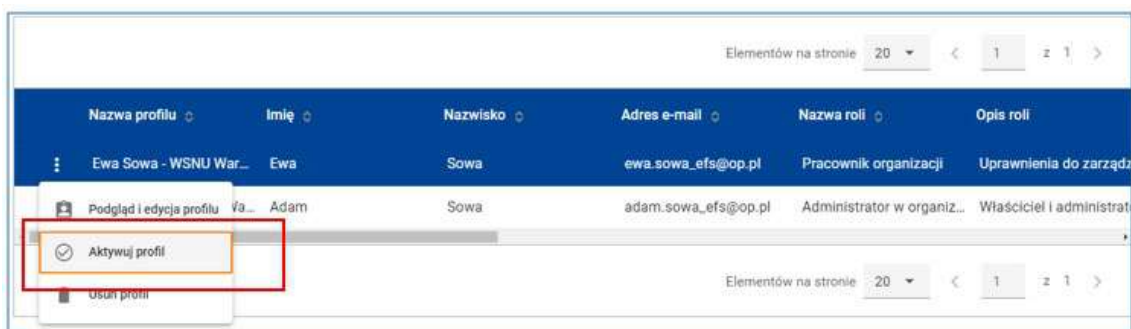 Elementów na stronie 20 1 z 1
Nazwa profilu Imię Nazwisko Adres e-mail Nazwa roli Opis roli
Ewa Sowa - WSNU War... Ewa Sowa ewa.sowa_efs@op.pl Pracownik organizacji Uprawnienia do zarządz
Podgląd i edycja profilu Wa... Adam Sowa adam.sowa_efs@op.pl Administrator w organiz... Właściciel i administrat
Aktywuj profil
Usuń profil
Elementów na stronie 20 1 z 1